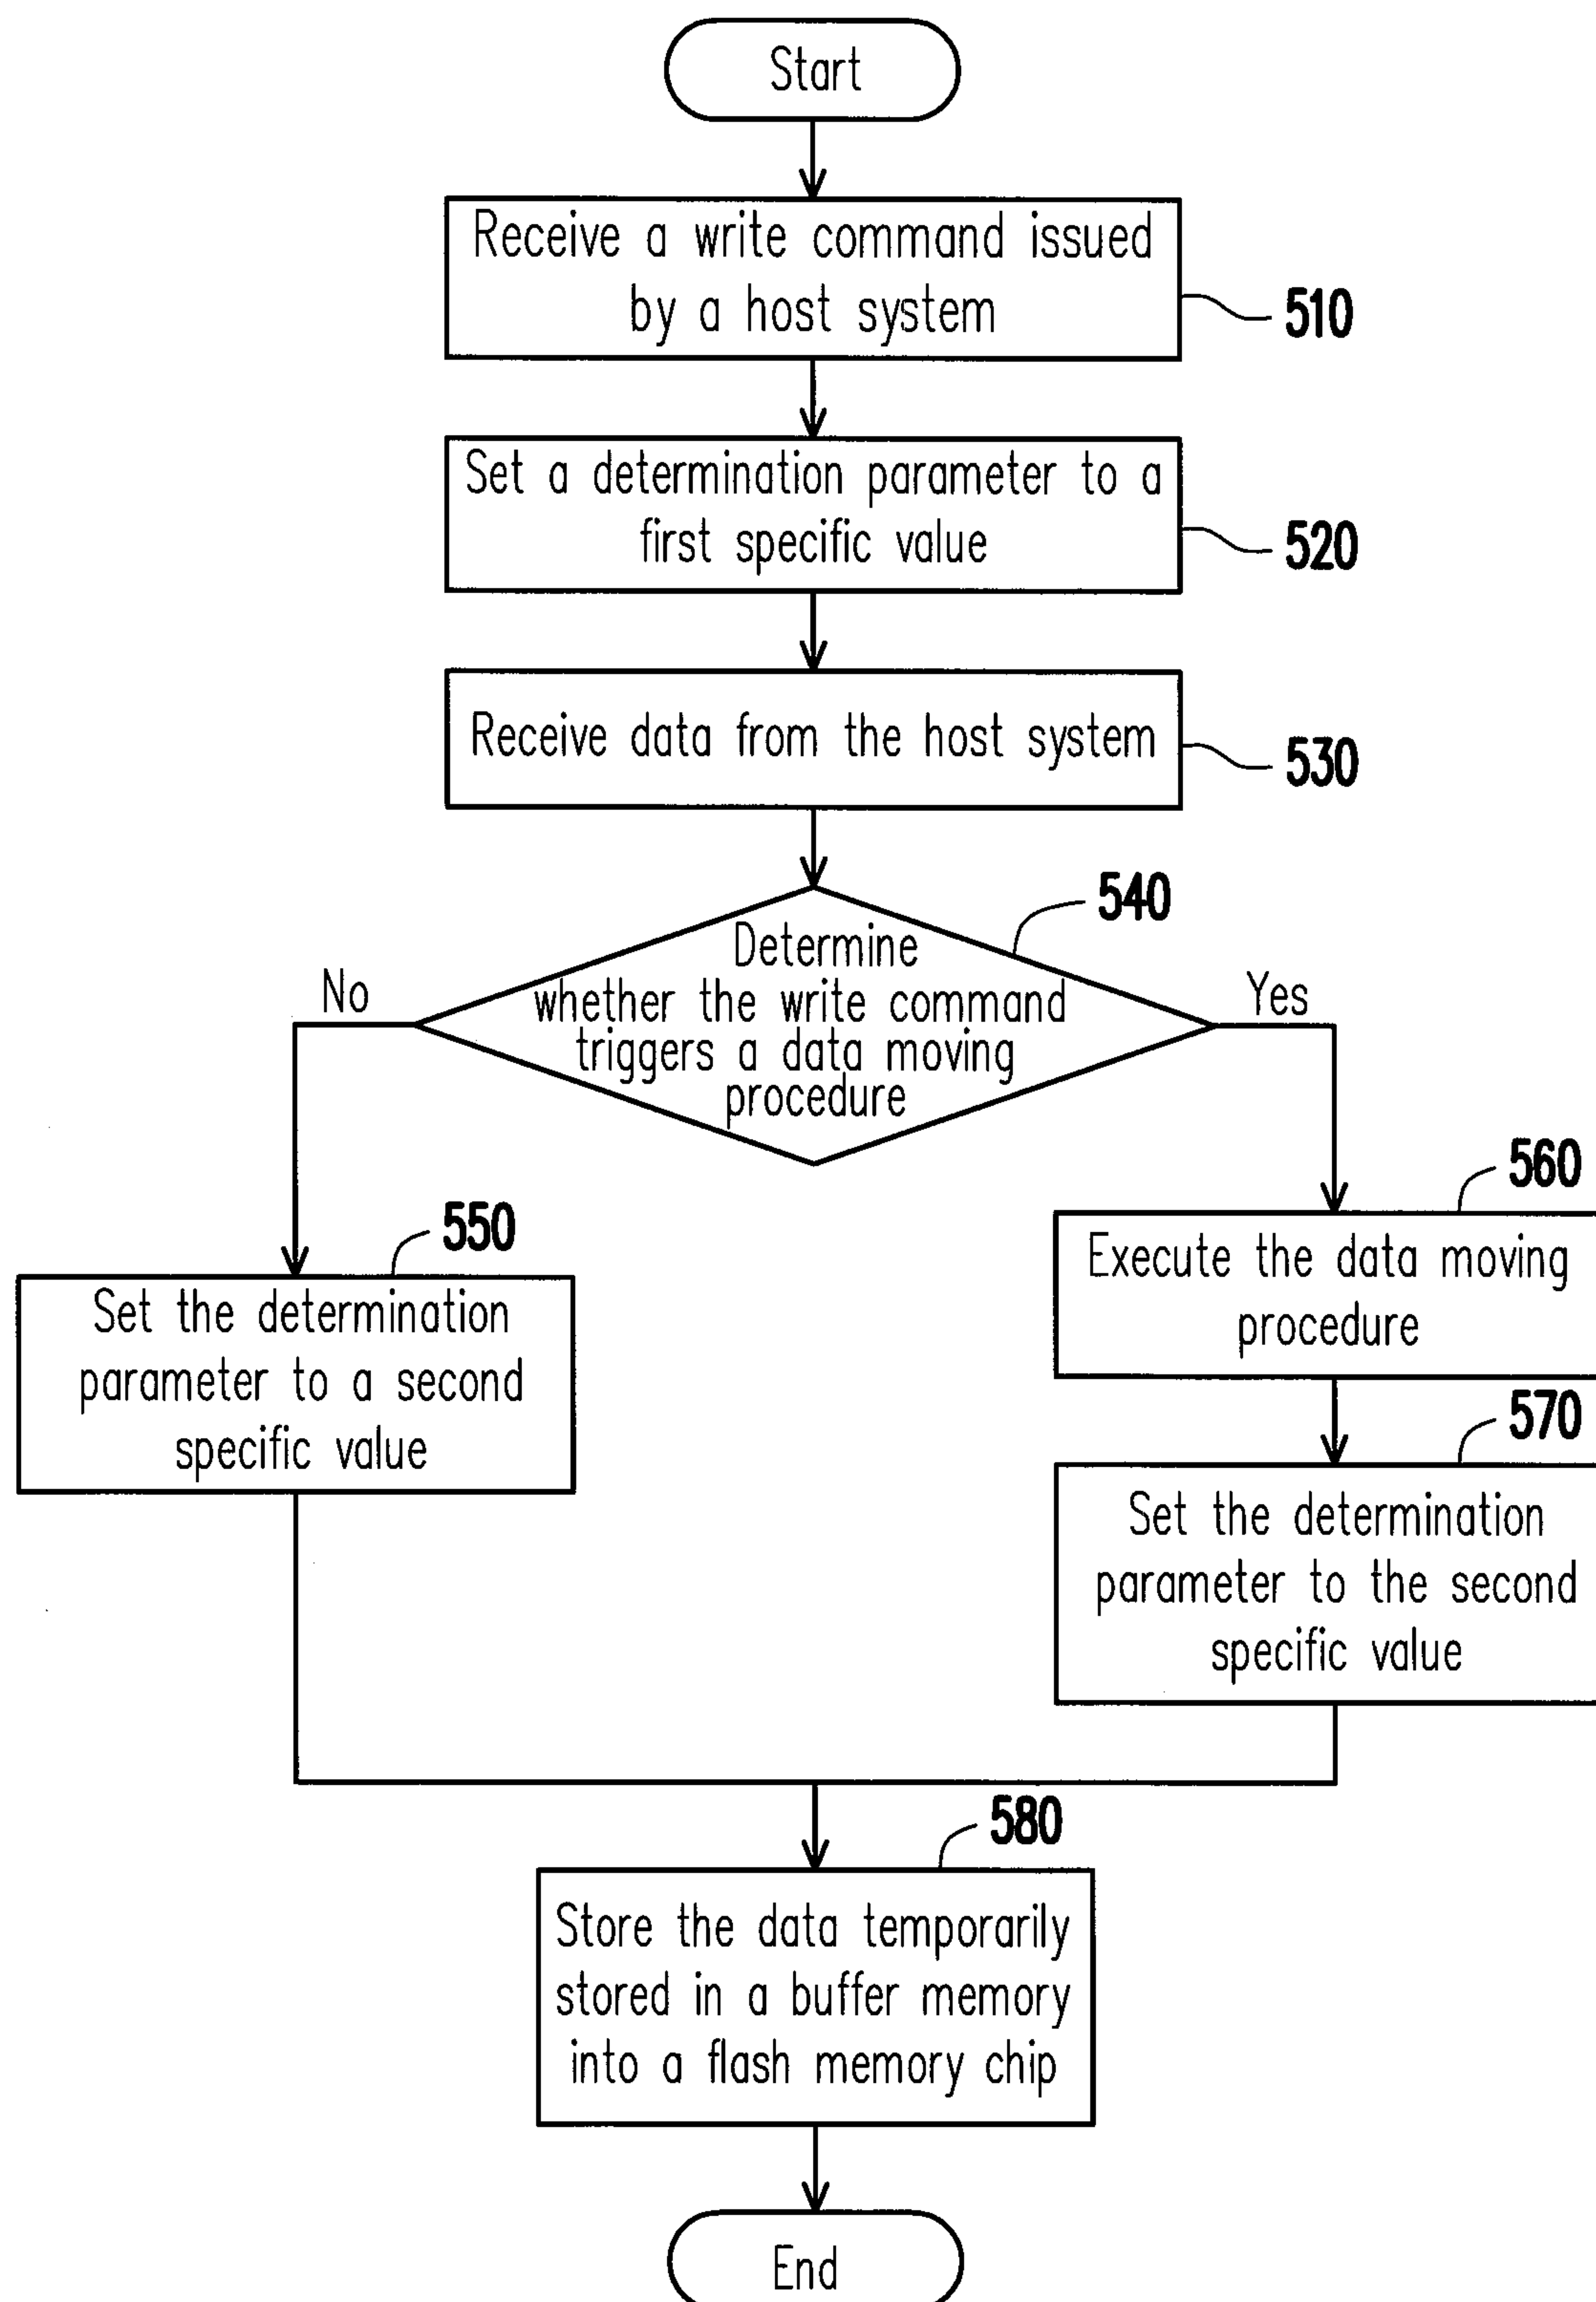 Start
Receive a write command issued
by a host system
510
Set a determination parameter to a
first specific value
520
Receive data from the host system
530
540
Determine
whether the write command
triggers a data moving
procedure
No
Yes
550
Set the determination
parameter to a second
specific value
560
Execute the data moving
procedure
570
Set the determination
parameter to the second
specific value
580
Store the data temporarily
stored in a buffer memory
into a flash memory chip
End